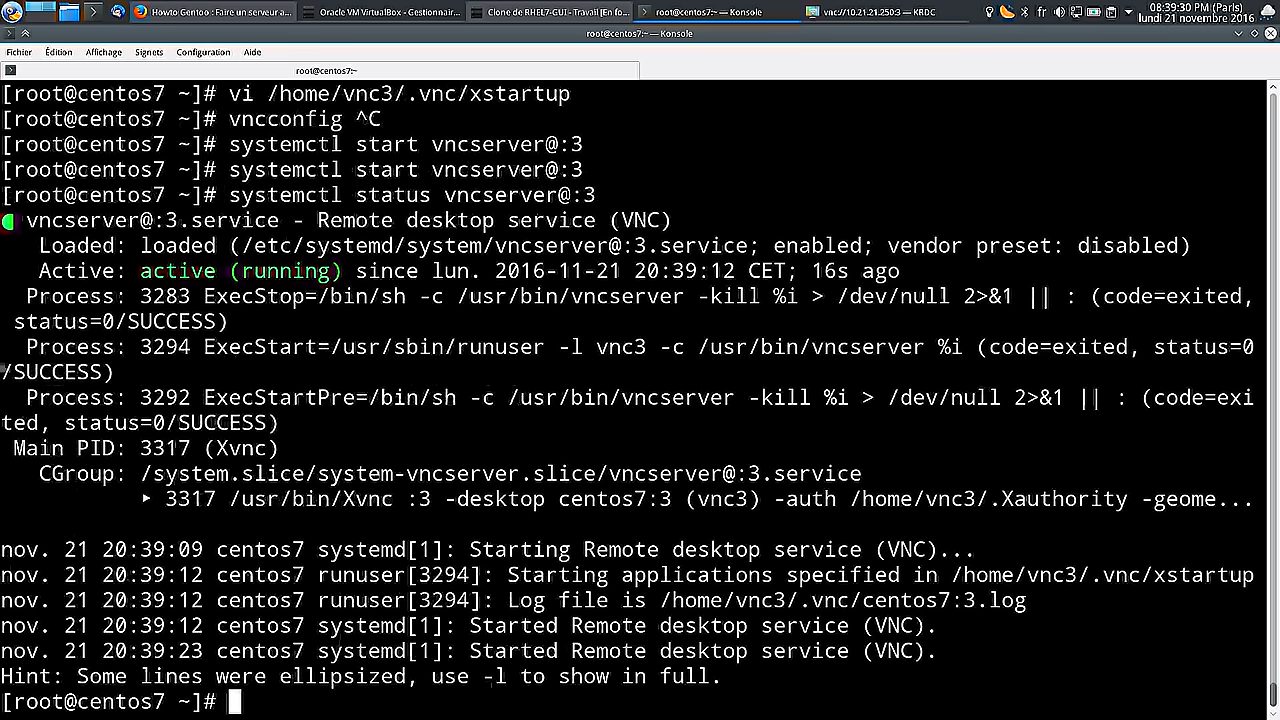 Howto Gentoo : Faire un serveur a...
Oracle VM VirtualBox - Gestionnaire...
Clone de RHEL7-GUI - Travail [En fo...
root@centos7:~ — Konsole
vnc://10.21.21.250:3 — KRDC
fr
08:39:30 PM (Paris)
lundi 21 novembre 2016
root@centos7:~ — Konsole
Fichier Édition Affichage Signets Configuration Aide
root@centos7:~
[root@centos7 ~]# vi /home/vnc3/.vnc/xstartup
[root@centos7 ~]# vncconfig ^C
[root@centos7 ~]# systemctl start vncserver@:3
[root@centos7 ~]# systemctl start vncserver@:3
[root@centos7 ~]# systemctl status vncserver@:3
vncserver@:3.service - Remote desktop service (VNC)
Loaded: loaded (/etc/systemd/system/vncserver@:3.service; enabled; vendor preset: disabled)
Active: active (running) since lun. 2016-11-21 20:39:12 CET; 16s ago
Process: 3283 ExecStop=/bin/sh -c /usr/bin/vncserver -kill %i > /dev/null 2>&1 || : (code=exited,
status=0/SUCCESS)
Process: 3294 ExecStart=/usr/sbin/runuser -l vnc3 -c /usr/bin/vncserver %i (code=exited, status=0
/SUCCESS)
Process: 3292 ExecStartPre=/bin/sh -c /usr/bin/vncserver -kill %i > /dev/null 2>&1 || : (code=exi
ted, status=0/SUCCESS)
Main PID: 3317 (Xvnc)
CGroup: /system.slice/system-vncserver.slice/vncserver@:3.service
‣ 3317 /usr/bin/Xvnc :3 -desktop centos7:3 (vnc3) -auth /home/vnc3/.Xauthority -geome...
nov. 21 20:39:09 centos7 systemd[1]: Starting Remote desktop service (VNC)...
nov. 21 20:39:12 centos7 runuser[3294]: Starting applications specified in /home/vnc3/.vnc/xstartup
nov. 21 20:39:12 centos7 runuser[3294]: Log file is /home/vnc3/.vnc/centos7:3.log
nov. 21 20:39:12 centos7 systemd[1]: Started Remote desktop service (VNC).
nov. 21 20:39:23 centos7 systemd[1]: Started Remote desktop service (VNC).
Hint: Some lines were ellipsized, use -l to show in full.
[root@centos7 ~]#